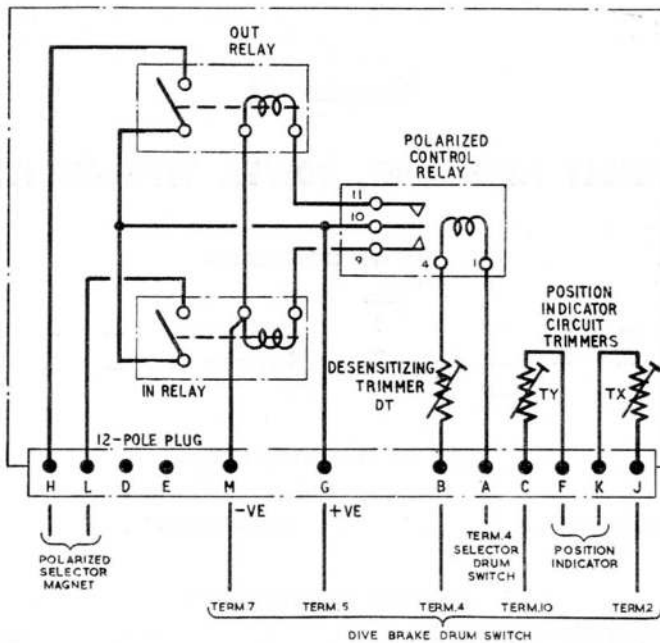 OUT
RELAY
POLARIZED
CONTROL
RELAY
11
10
9
4
1
POSITION
INDICATOR
CIRCUIT
TRIMMERS
DESENSITIZING
TRIMMER
DT
TY
TX
IN RELAY
12-POLE PLUG
H L D E M G B A C F K J
-VE
+VE
POLARIZED
SELECTOR
MAGNET
TERM.4
SELECTOR
DRUM
SWITCH
POSITION
INDICATOR
TERM.7 TERM.5 TERM.4 TERM.10 TERM.2
DIVE BRAKE DRUM SWITCH